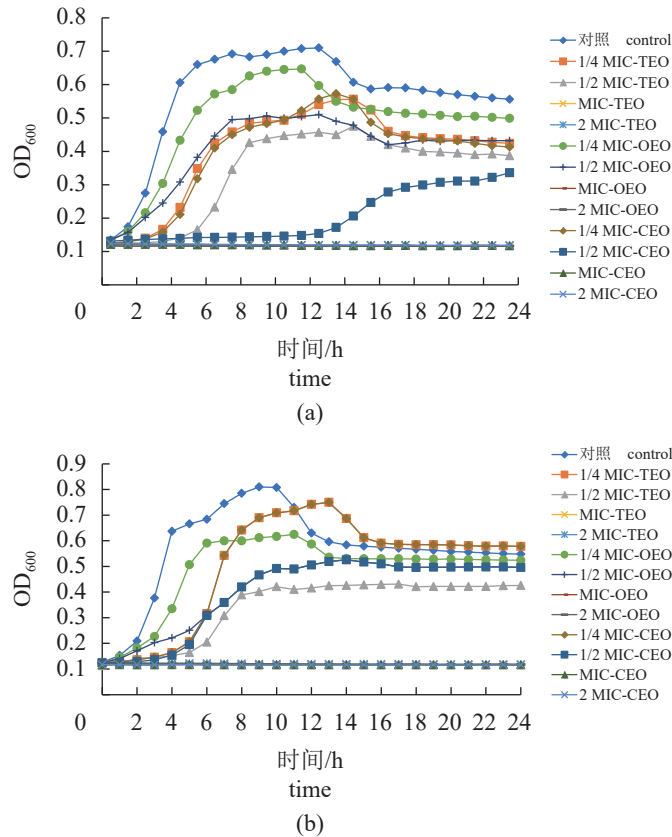 0.8
0.7
0.6
0.5
0.4
0.3
0.2
0.1
OD600
0 2 4 6 8 10 12 14 16 18 20 22 24
时间/h
time
(a)
对照 control
1/4 MIC-TEO
1/2 MIC-TEO
MIC-TEO
2 MIC-TEO
1/4 MIC-OEO
1/2 MIC-OEO
MIC-OEO
2 MIC-OEO
1/4 MIC-CEO
1/2 MIC-CEO
MIC-CEO
2 MIC-CEO
0.9
0.8
0.7
0.6
0.5
0.4
0.3
0.2
0.1
OD600
0 2 4 6 8 10 12 14 16 18 20 22 24
时间/h
time
(b)
对照 control
1/4 MIC-TEO
1/2 MIC-TEO
MIC-TEO
2 MIC-TEO
1/4 MIC-OEO
1/2 MIC-OEO
MIC-OEO
2 MIC-OEO
1/4 MIC-CEO
1/2 MIC-CEO
MIC-CEO
2 MIC-CEO